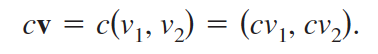 cv = c(v₁, v₂) = (cv₁, cv₂).